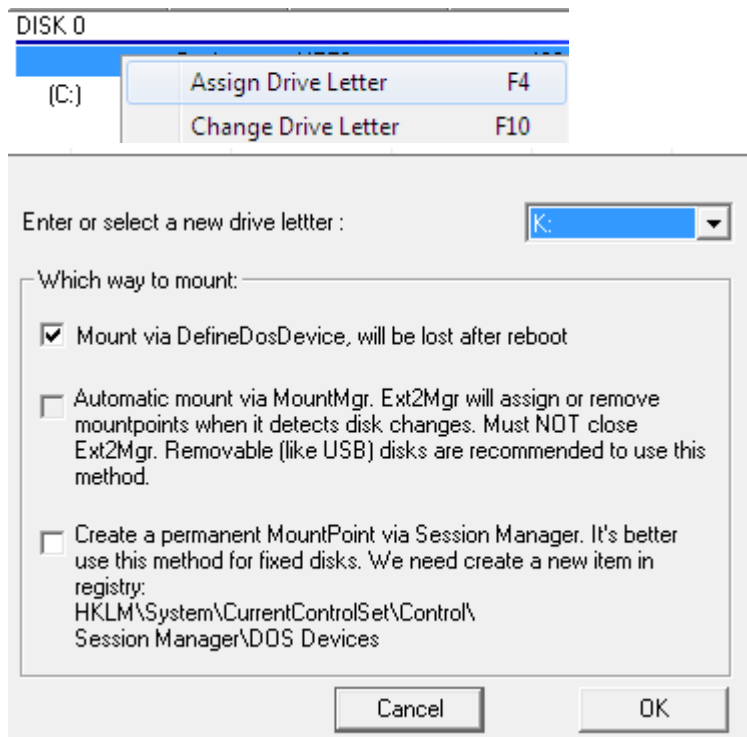 DISK 0
(C:)
Assign Drive Letter F4
Change Drive Letter F10
Enter or select a new drive lettter : K:
Which way to mount:
Mount via DefineDosDevice, will be lost after reboot
Automatic mount via MountMgr. Ext2Mgr will assign or remove
mountpoints when it detects disk changes. Must NOT close
Ext2Mgr. Removable (like USB) disks are recommended to use this
method.
Create a permanent MountPoint via Session Manager. It's better
use this method for fixed disks. We need create a new item in
registry:
HKLM\System\CurrentControlSet\Control\
Session Manager\DOS Devices
Cancel OK